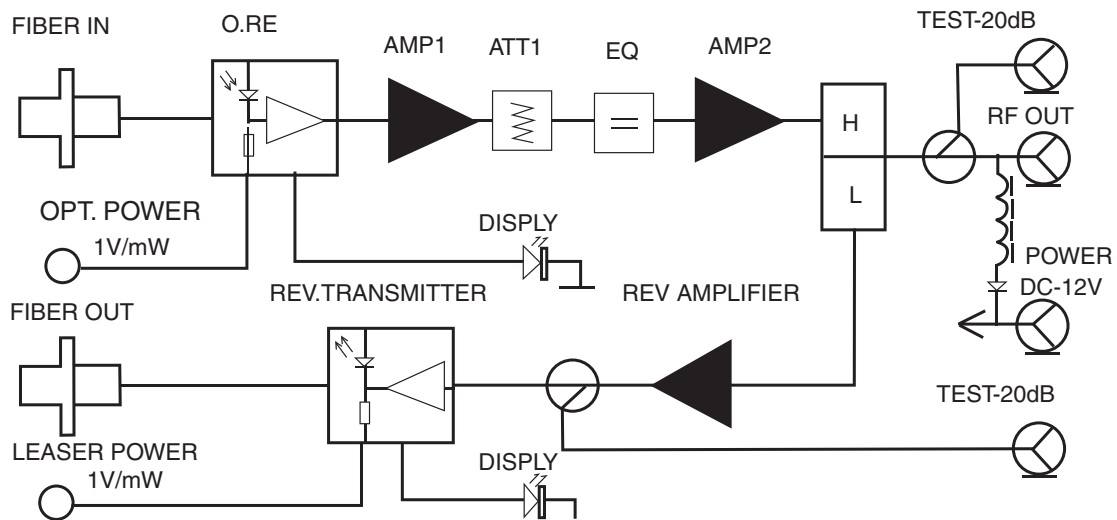 FIBER IN
O.RE
AMP1
ATT1
EQ
AMP2
TEST-20dB
H
RF OUT
L
OPT. POWER
1V/mW
DISPLY
POWER
DC-12V
REV.TRANSMITTER
REV AMPLIFIER
FIBER OUT
TEST-20dB
LEASER POWER
1V/mW
DISPLY